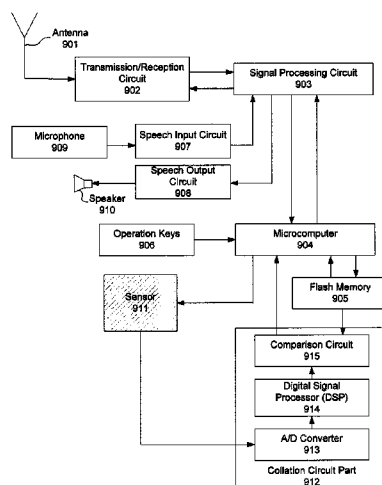 Antenna
901
Transmission/Reception
Circuit
902
Signal Processing Circuit
903
Microphone
909
Speech Input Circuit
907
Speech Output
Circuit
908
Speaker
910
Operation Keys
906
Microcomputer
904
Flash Memory
905
Sensor
911
Comparison Circuit
915
Digital Signal
Processor (DSP)
914
A/D Converter
913
Collation Circuit Part
912